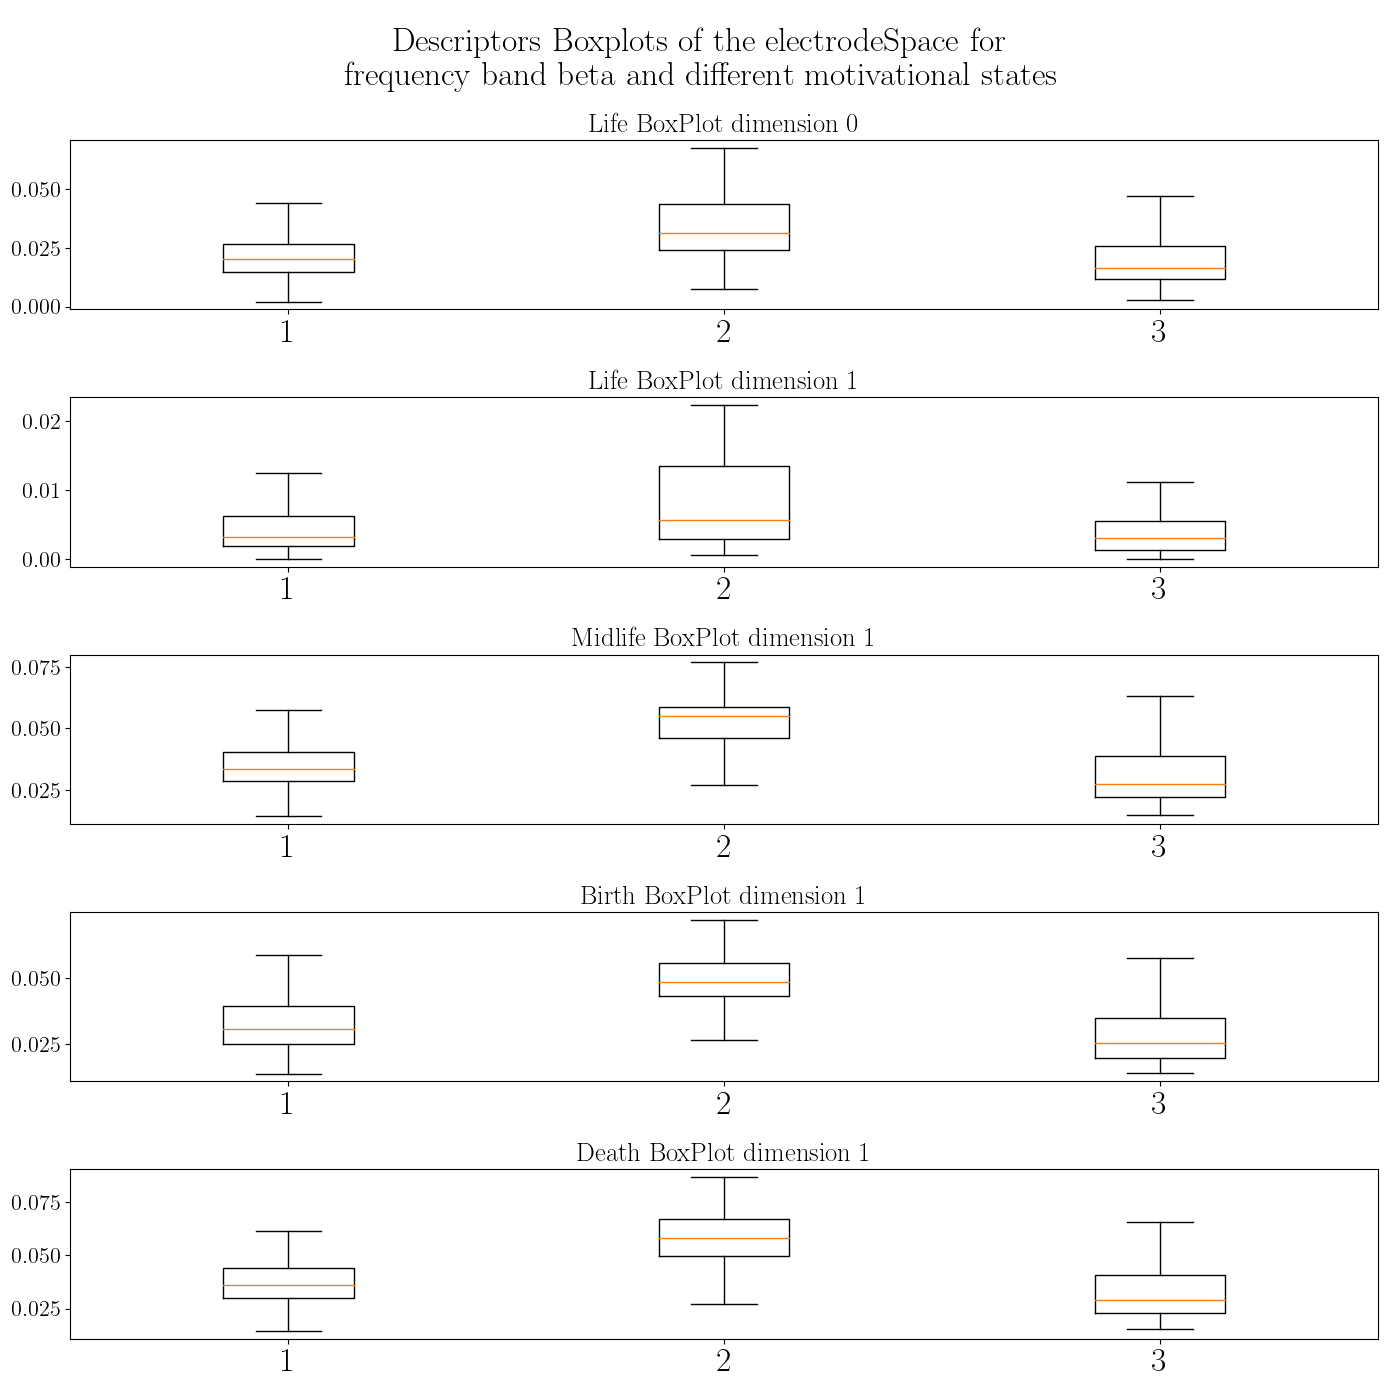 Descriptors Boxplots of the electrodeSpace for
frequency band beta and different motivational states
Life BoxPlot dimension 0
0.050
0.025
0.000
1 2 3
Life BoxPlot dimension 1
0.02
0.01
0.00
1 2 3
Midlife BoxPlot dimension 1
0.075
0.050
0.025
1 2 3
Birth BoxPlot dimension 1
0.050
0.025
1 2 3
Death BoxPlot dimension 1
0.075
0.050
0.025
1 2 3